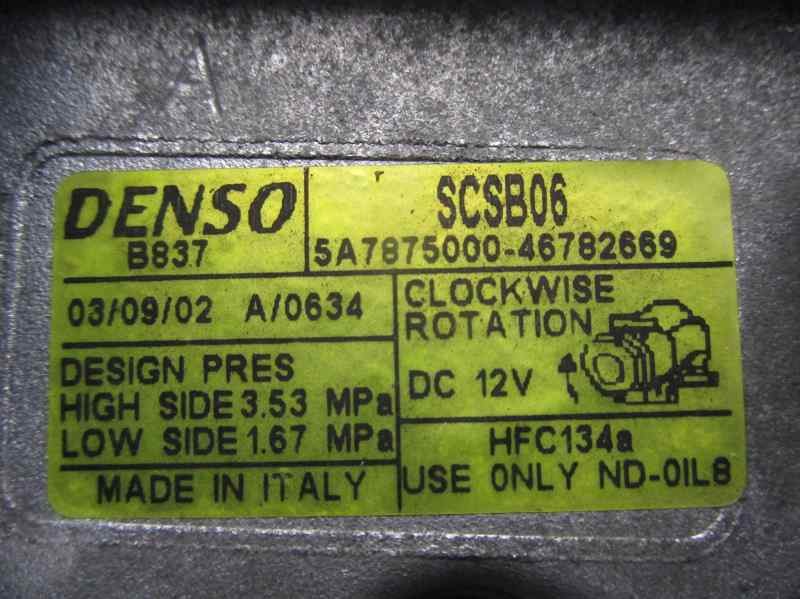 A
DENSO
B837
SCSB06
5A7875000-46782669
03/09/02 A/0634
DESIGN PRES
HIGH SIDE 3.53 MPa
LOW SIDE 1.67 MPa
MADE IN ITALY
CLOCKWISE
ROTATION
DC 12V
HFC134a
USE ONLY ND-OIL8